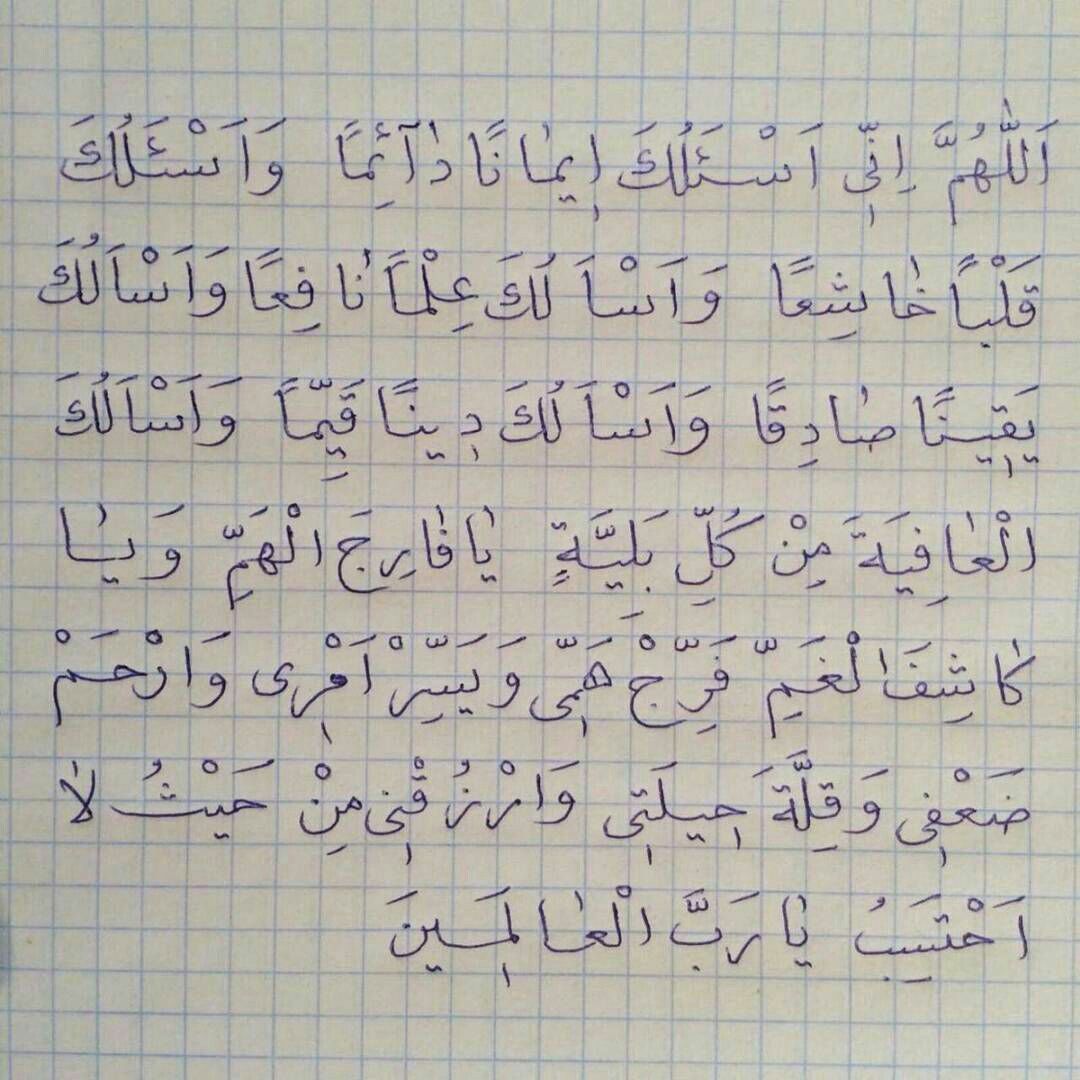 اَللّٰهُمَّ اِنِّى اَسْئَلُكَ اِيمٰانًا دٰآئِمًا وَاَسْئَلُكَ
قَلْبًا خٰاشِعًا وَاَسْاَلُكَ عِلْمًا نٰافِعًا وَاَسْاَلُكَ
يَقِينًا صٰادِقًا وَاَسْاَلُكَ دِينًا قَيِّمًا وَاَسْاَلُكَ
الْعٰافِيَةَ مِنْ كُلِّ بَلِيَّةٍ يٰافٰارِجَ الْهَمِّ وَيٰا
كٰاشِفَ الْغَمِّ فَرِّجْ هَمِّى وَيَسِّرْ اَمْرِى وَارْحَمْ
ضَعْفِى وَقِلَّةَ حِيلَتِى وَارْزُقْنِى مِنْ حَيْثُ لٰا
اَحْتَسِبُ يٰا رَبَّ الْعٰالَمِينَ